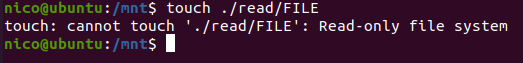 nico@ubuntu:/mnt$ touch ./read/FILE
touch: cannot touch './read/FILE': Read-only file system
nico@ubuntu:/mnt$